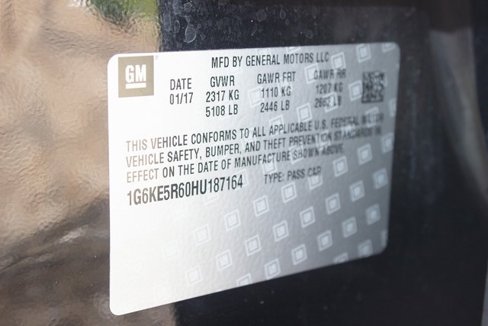 GM
MFD BY GENERAL MOTORS LLC
DATE GVWR GAWR FRT GAWR RR
01/17 2317 KG 1110 KG 1207 KG
5108 LB 2446 LB 2662 LB
THIS VEHICLE CONFORMS TO ALL APPLICABLE U.S. FEDERAL MOTOR
VEHICLE SAFETY, BUMPER, AND THEFT PREVENTION STANDARDS IN
EFFECT ON THE DATE OF MANUFACTURE SHOWN ABOVE.
1G6KE5R60HU187164 TYPE: PASS CAR